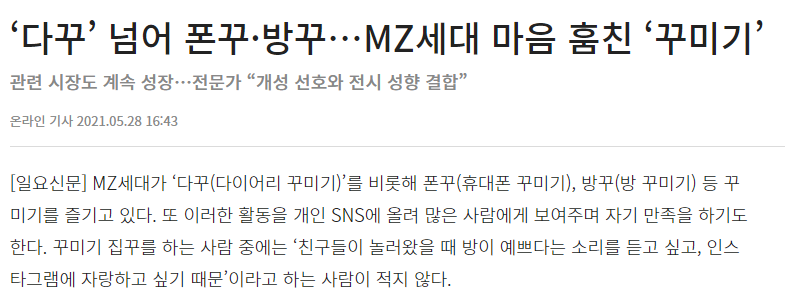 ‘다꾸’ 넘어 폰꾸·방꾸…MZ세대 마음 훔친 ‘꾸미기’
관련 시장도 계속 성장…전문가 “개성 선호와 전시 성향 결합”
온라인 기사 2021.05.28 16:43
[일요신문] MZ세대가 ‘다꾸(다이어리 꾸미기)’를 비롯해 폰꾸(휴대폰 꾸미기), 방꾸(방 꾸미기) 등 꾸
미기를 즐기고 있다. 또 이러한 활동을 개인 SNS에 올려 많은 사람에게 보여주며 자기 만족을 하기도
한다. 꾸미기 집꾸를 하는 사람 중에는 ‘친구들이 놀러왔을 때 방이 예쁘다는 소리를 듣고 싶고, 인스
타그램에 자랑하고 싶기 때문’이라고 하는 사람이 적지 않다.